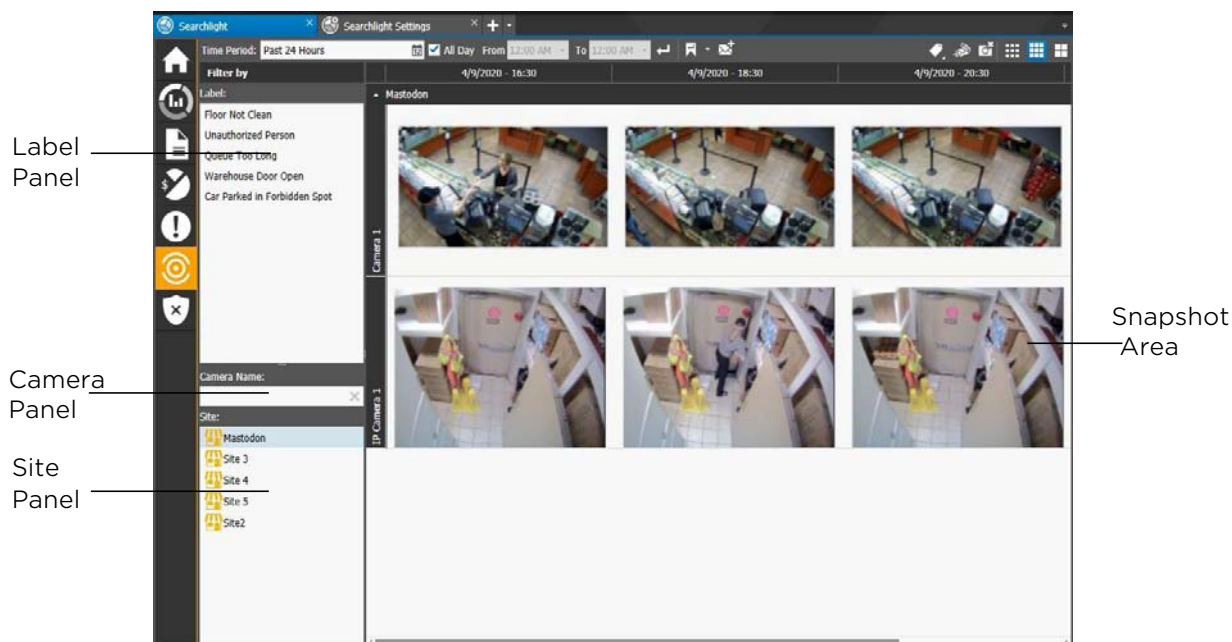 Searchlight
Searchlight Settings
Time Period: Past 24 Hours
All Day From 12:00 AM To 12:00 AM
Filter by
4/9/2020 - 16:30
4/9/2020 - 18:30
4/9/2020 - 20:30
Label:
Mastodon
Floor Not Clean
Unauthorized Person
Queue Too Long
Warehouse Door Open
Car Parked in Forbidden Spot
Label
Panel
Camera 1
Snapshot
Area
Camera Name:
Camera
Panel
IP Camera 1
Site:
Mastodon
Site 3
Site 4
Site 5
Site2
Site
Panel